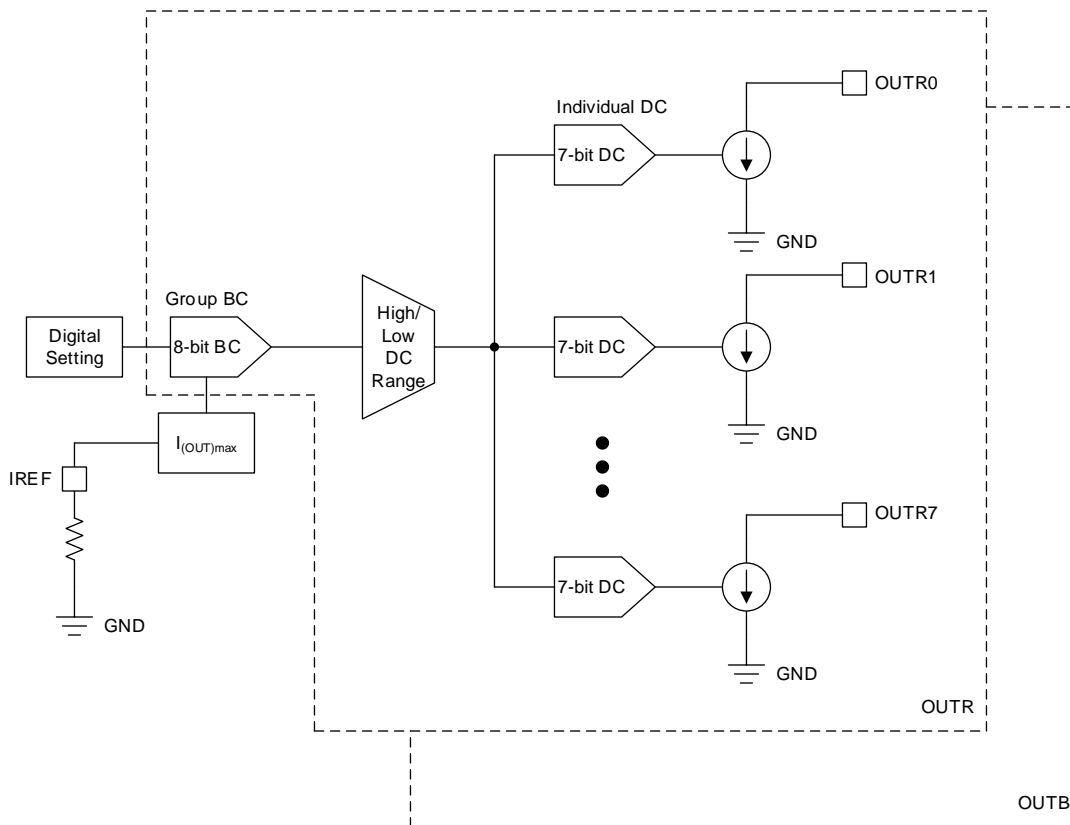 OUTR0
Individual DC
7-bit DC
GND
OUTR1
Group BC
High/
Low
DC
Range
Digital
Setting
8-bit BC
7-bit DC
I(OUT)max
GND
IREF
OUTR7
7-bit DC
GND
GND
OUTR
OUTB